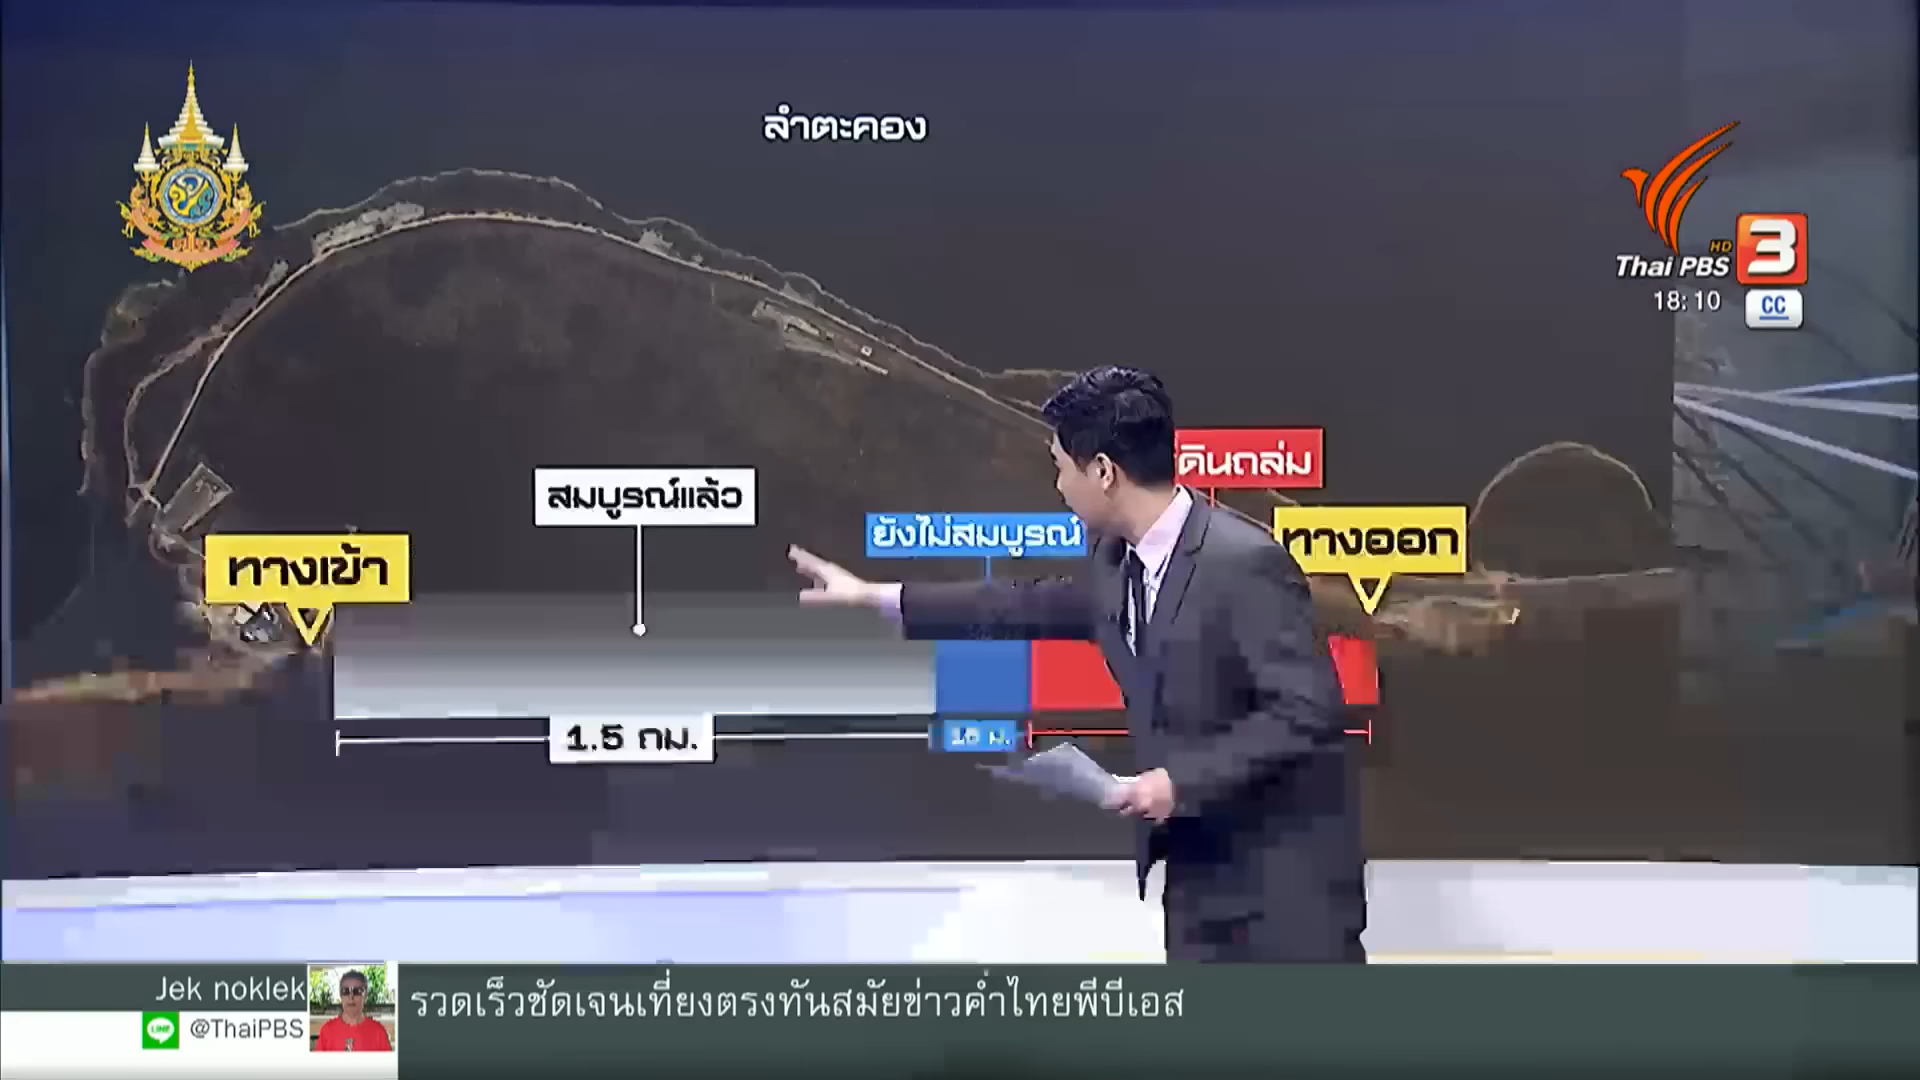 ลำตะคอง
HD
Thai PBS
3
18:10
CC
ดินถล่ม
สมบูรณ์แล้ว
ยังไม่สมบูรณ์
ทางออก
ทางเข้า
1.5 กม.
Jek noklek
LINE
@ThaiPBS
รวดเร็วชัดเจนเที่ยงตรงทันสมัยข่าวค่ำไทยพีบีเอส